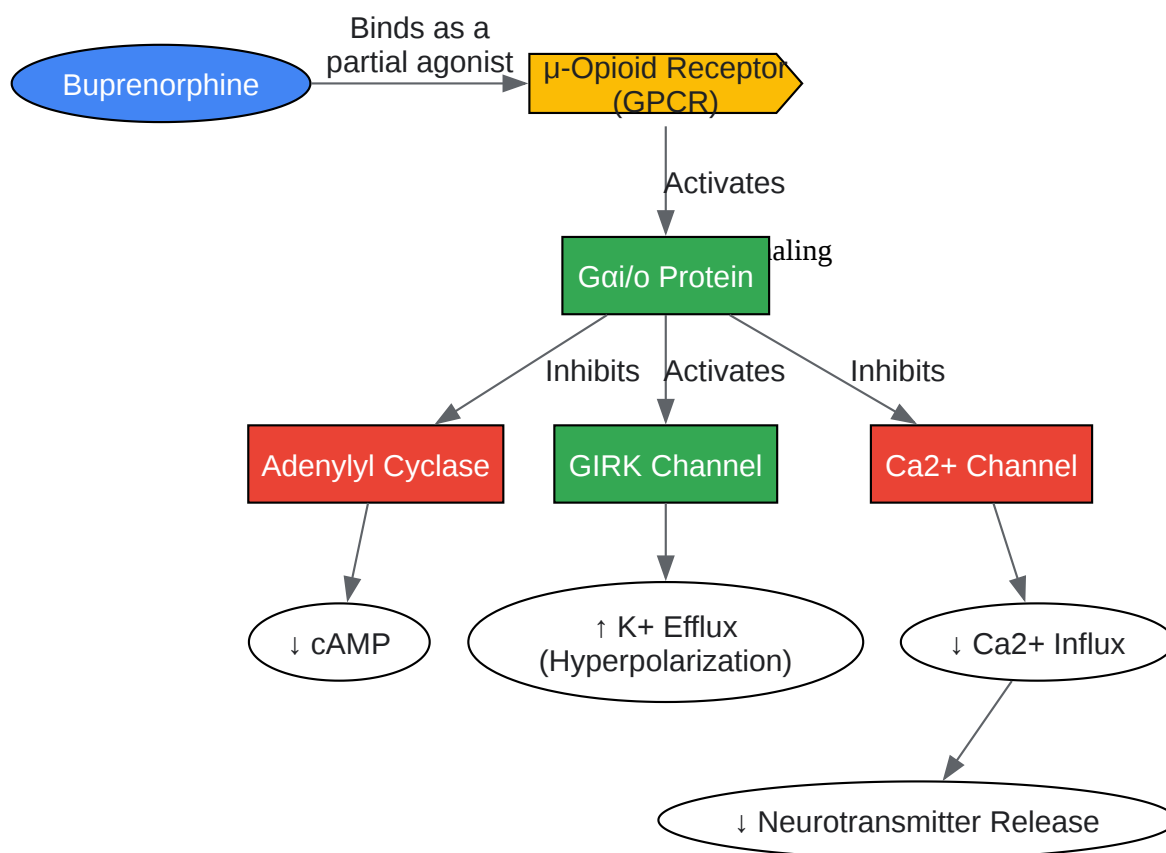 Binds as a
partial agonist
Buprenorphine
μ-Opioid Receptor
(GPCR)
Activates
Gαi/o Protein
Inhibits
Activates
Inhibits
Adenylyl Cyclase
GIRK Channel
Ca2+ Channel
↓ cAMP
↑ K+ Efflux
(Hyperpolarization)
↓ Ca2+ Influx
↓ Neurotransmitter Release